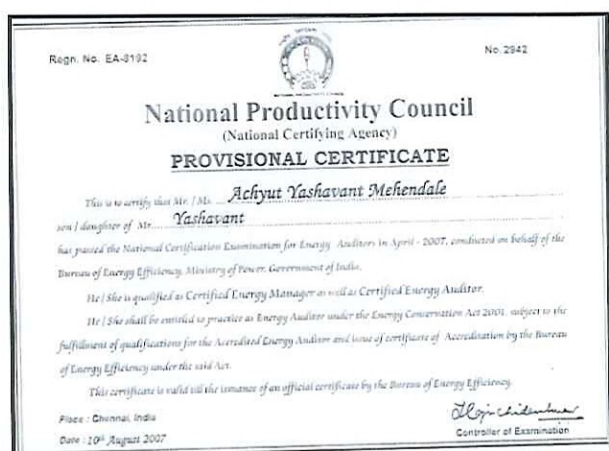 Regn. No. EA-8192
No. 2942
National Productivity Council
(National Certifying Agency)
PROVISIONAL CERTIFICATE
This is to certify that Mr. / Ms. Achyut Yashavant Mehendale
son / daughter of Mr. Yashavant
has passed the National Certification Examination for Energy Auditors in April - 2007, conducted on behalf of the
Bureau of Energy Efficiency, Ministry of Power, Government of India.
He / She is qualified as Certified Energy Manager as well as Certified Energy Auditor.
He / She shall be entitled to practice as Energy Auditor under the Energy Conservation Act 2001, subject to the
fulfillment of qualifications for the Accredited Energy Auditor and issue of certificate of Accreditation by the Bureau
of Energy Efficiency under the said Act.
This certificate is valid till the issuance of an official certificate by the Bureau of Energy Efficiency.
Place : Chennai, India
Date : 10th August 2007
Controller of Examination